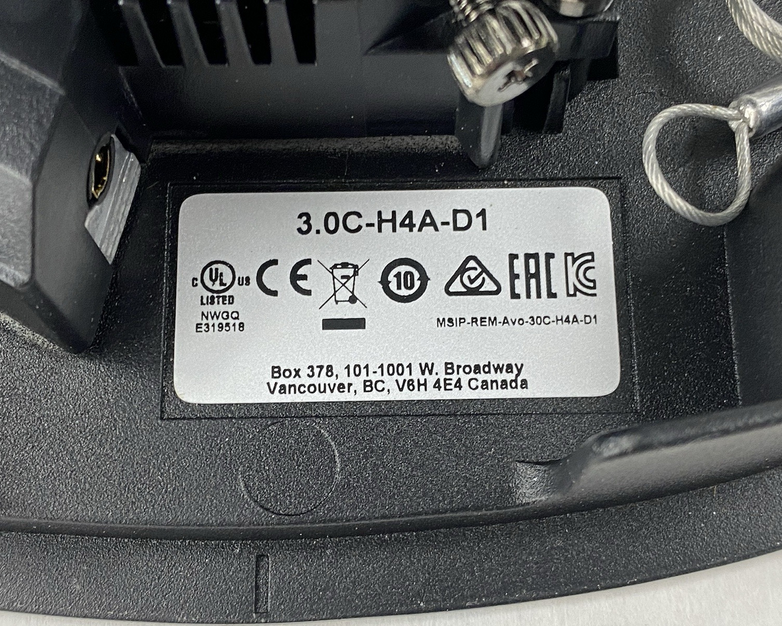 3.0C-H4A-D1
C UL US CE 10 EAC KC
LISTED
NWGQ
E319518
MSIP-REM-Avo-30C-H4A-D1
Box 378, 101-1001 W. Broadway
Vancouver, BC, V6H 4E4 Canada